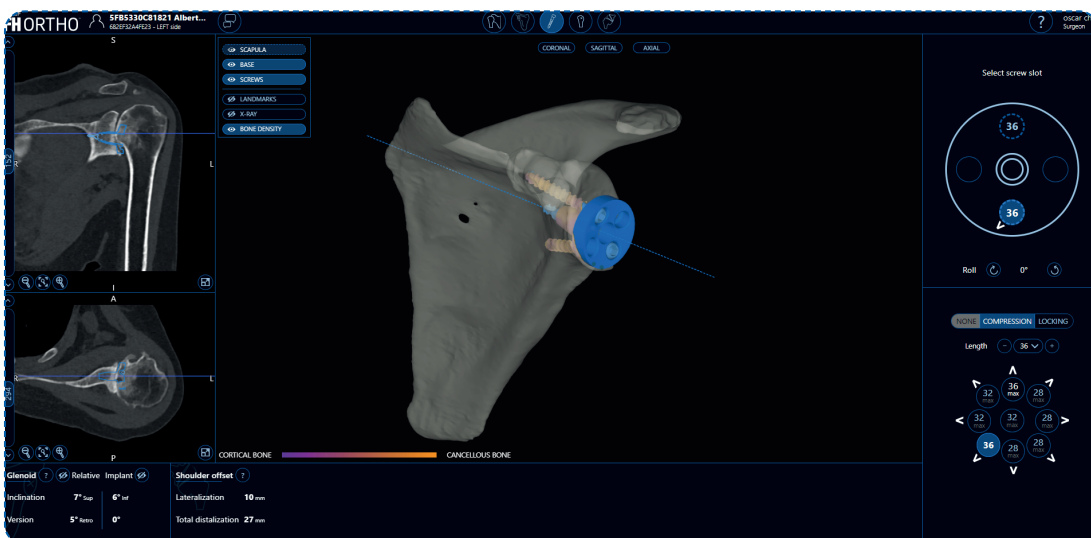 FHORTHO
5FB5330C81821 Albert...
682EF32A4FE23 - LEFT side
?
oscar ch
Surgeon
S
152
R
L
I
A
294
R
L
P
SCAPULA
BASE
SCREWS
LANDMARKS
X-RAY
BONE DENSITY
CORONAL
SAGITTAL
AXIAL
CORTICAL BONE
CANCELLOUS BONE
Select screw slot
36
36
Roll 0°
NONE COMPRESSION LOCKING
Length - 36 +
36 max
32 max
28 max
32 max
32 max
28 max
36
28 max
28 max
Glenoid ? Relative Implant
Inclination 7° Sup 6° Inf
Version 5° Retro 0°
Shoulder offset ?
Lateralization 10 mm
Total distalization 27 mm